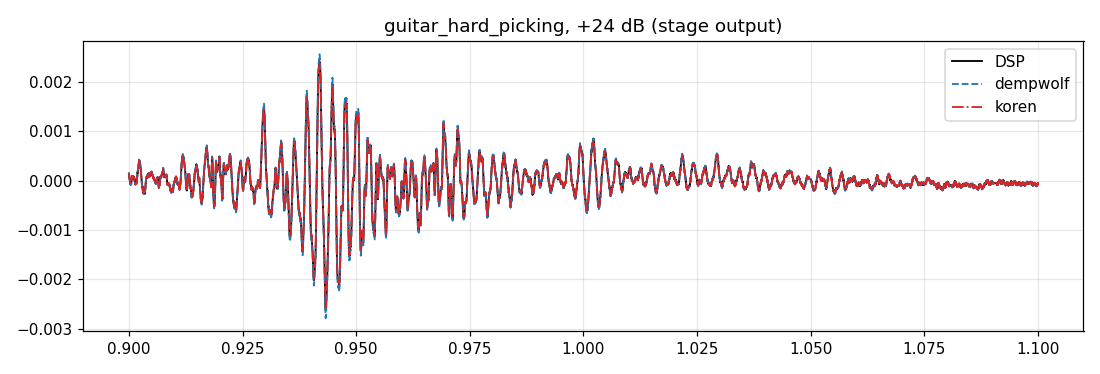 guitar_hard_picking, +24 dB (stage output)
DSP
dempwolf
koren
0.002
0.001
0.000
−0.001
−0.002
−0.003
0.900 0.925 0.950 0.975 1.000 1.025 1.050 1.075 1.100